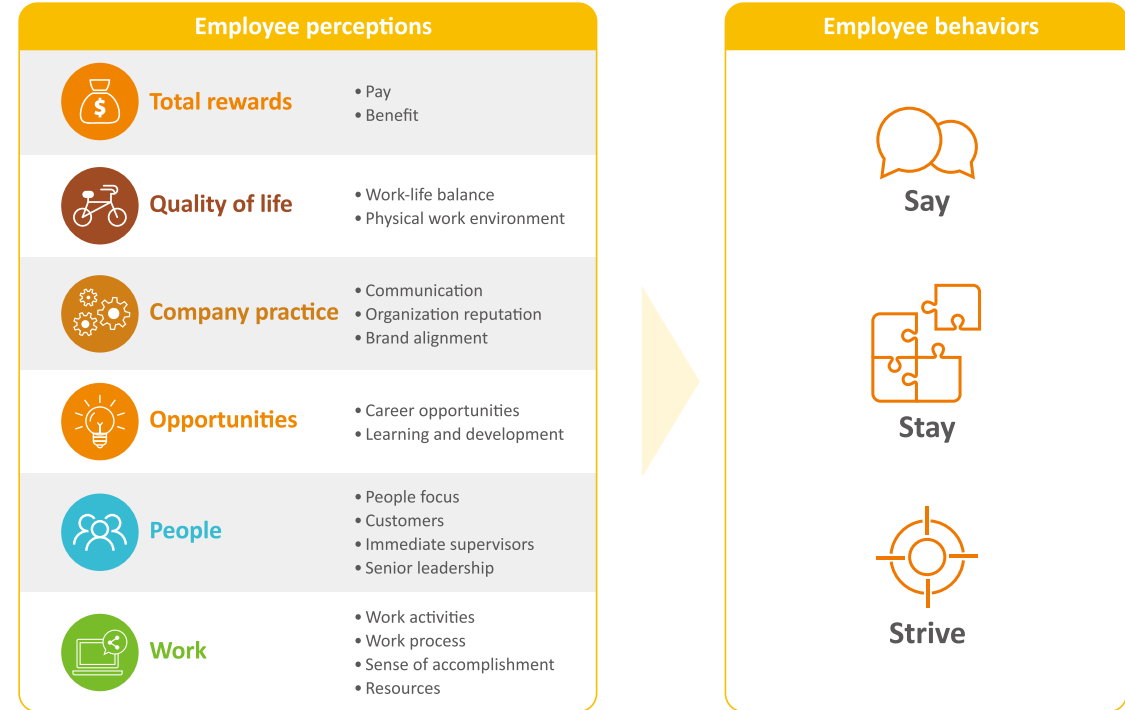 Employee perceptions
Total rewards
• Pay
• Benefit
Quality of life
• Work-life balance
• Physical work environment
Company practice
• Communication
• Organization reputation
• Brand alignment
Opportunities
• Career opportunities
• Learning and development
People
• People focus
• Customers
• Immediate supervisors
• Senior leadership
Work
• Work activities
• Work process
• Sense of accomplishment
• Resources
Employee behaviors
Say
Stay
Strive